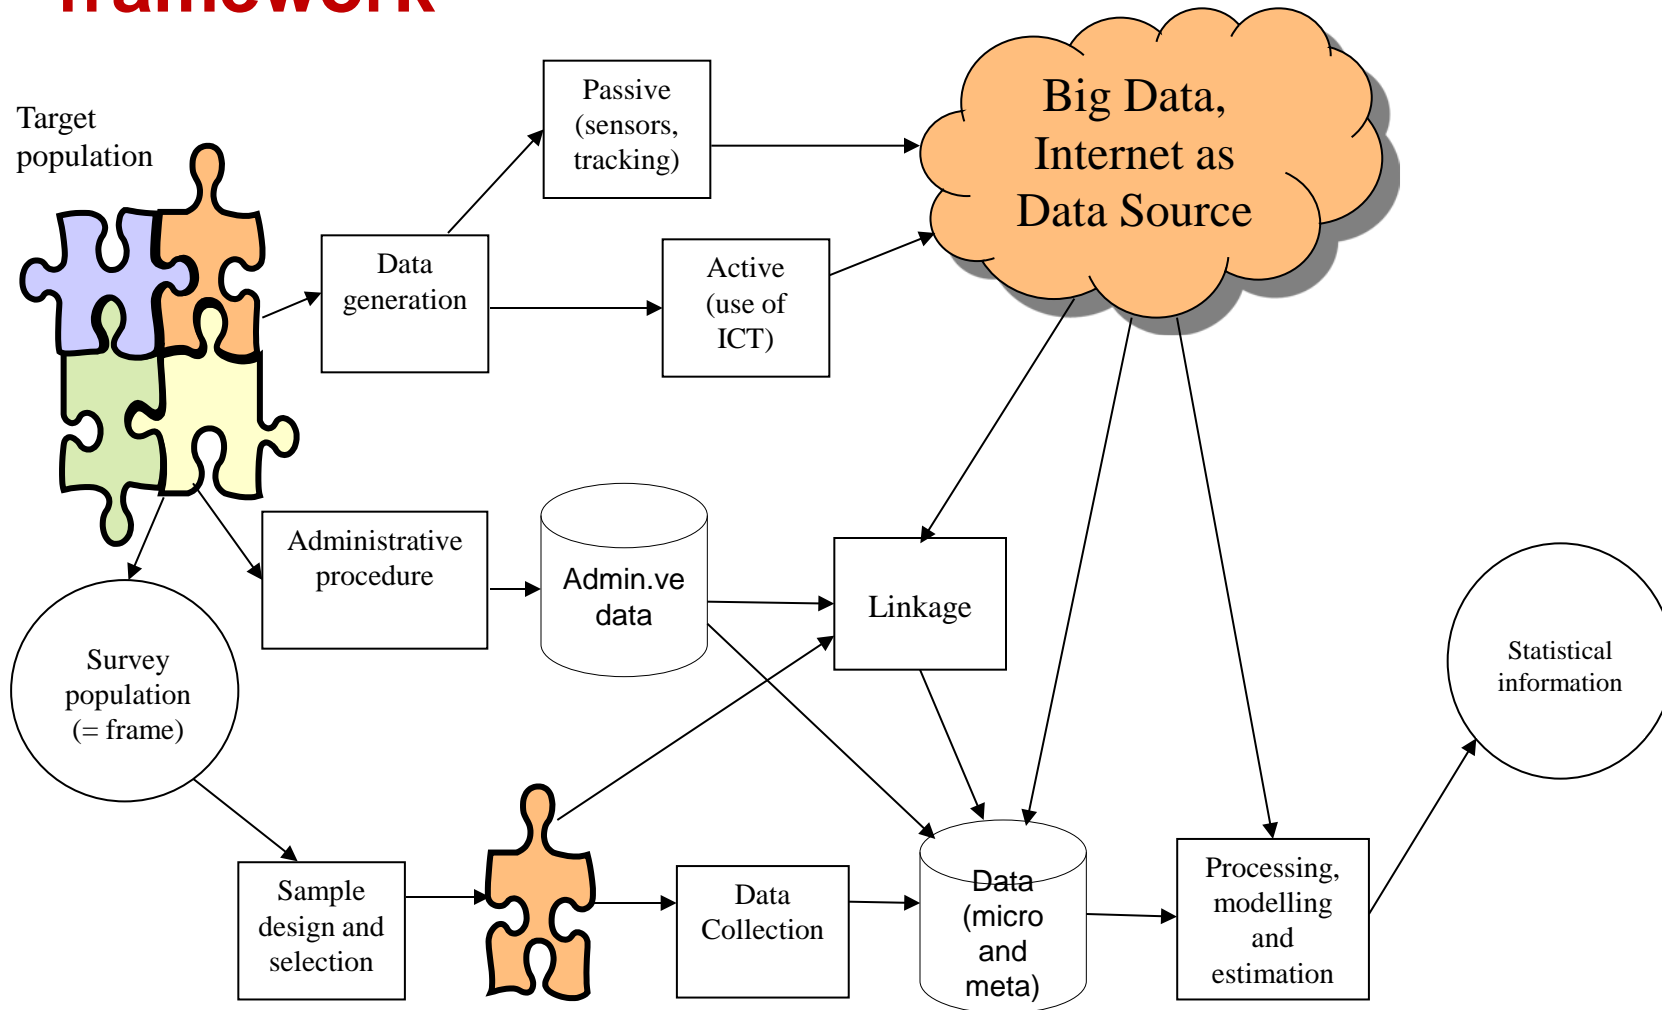 framework
Target
population
Passive
(sensors,
tracking)
Big Data,
Internet as
Data Source
Data
generation
Active
(use of
ICT)
Administrative
procedure
Admin.ve
data
Linkage
Survey
population
(= frame)
Statistical
information
Sample
design and
selection
Data
Collection
Data
(micro
and
meta)
Processing,
modelling
and
estimation